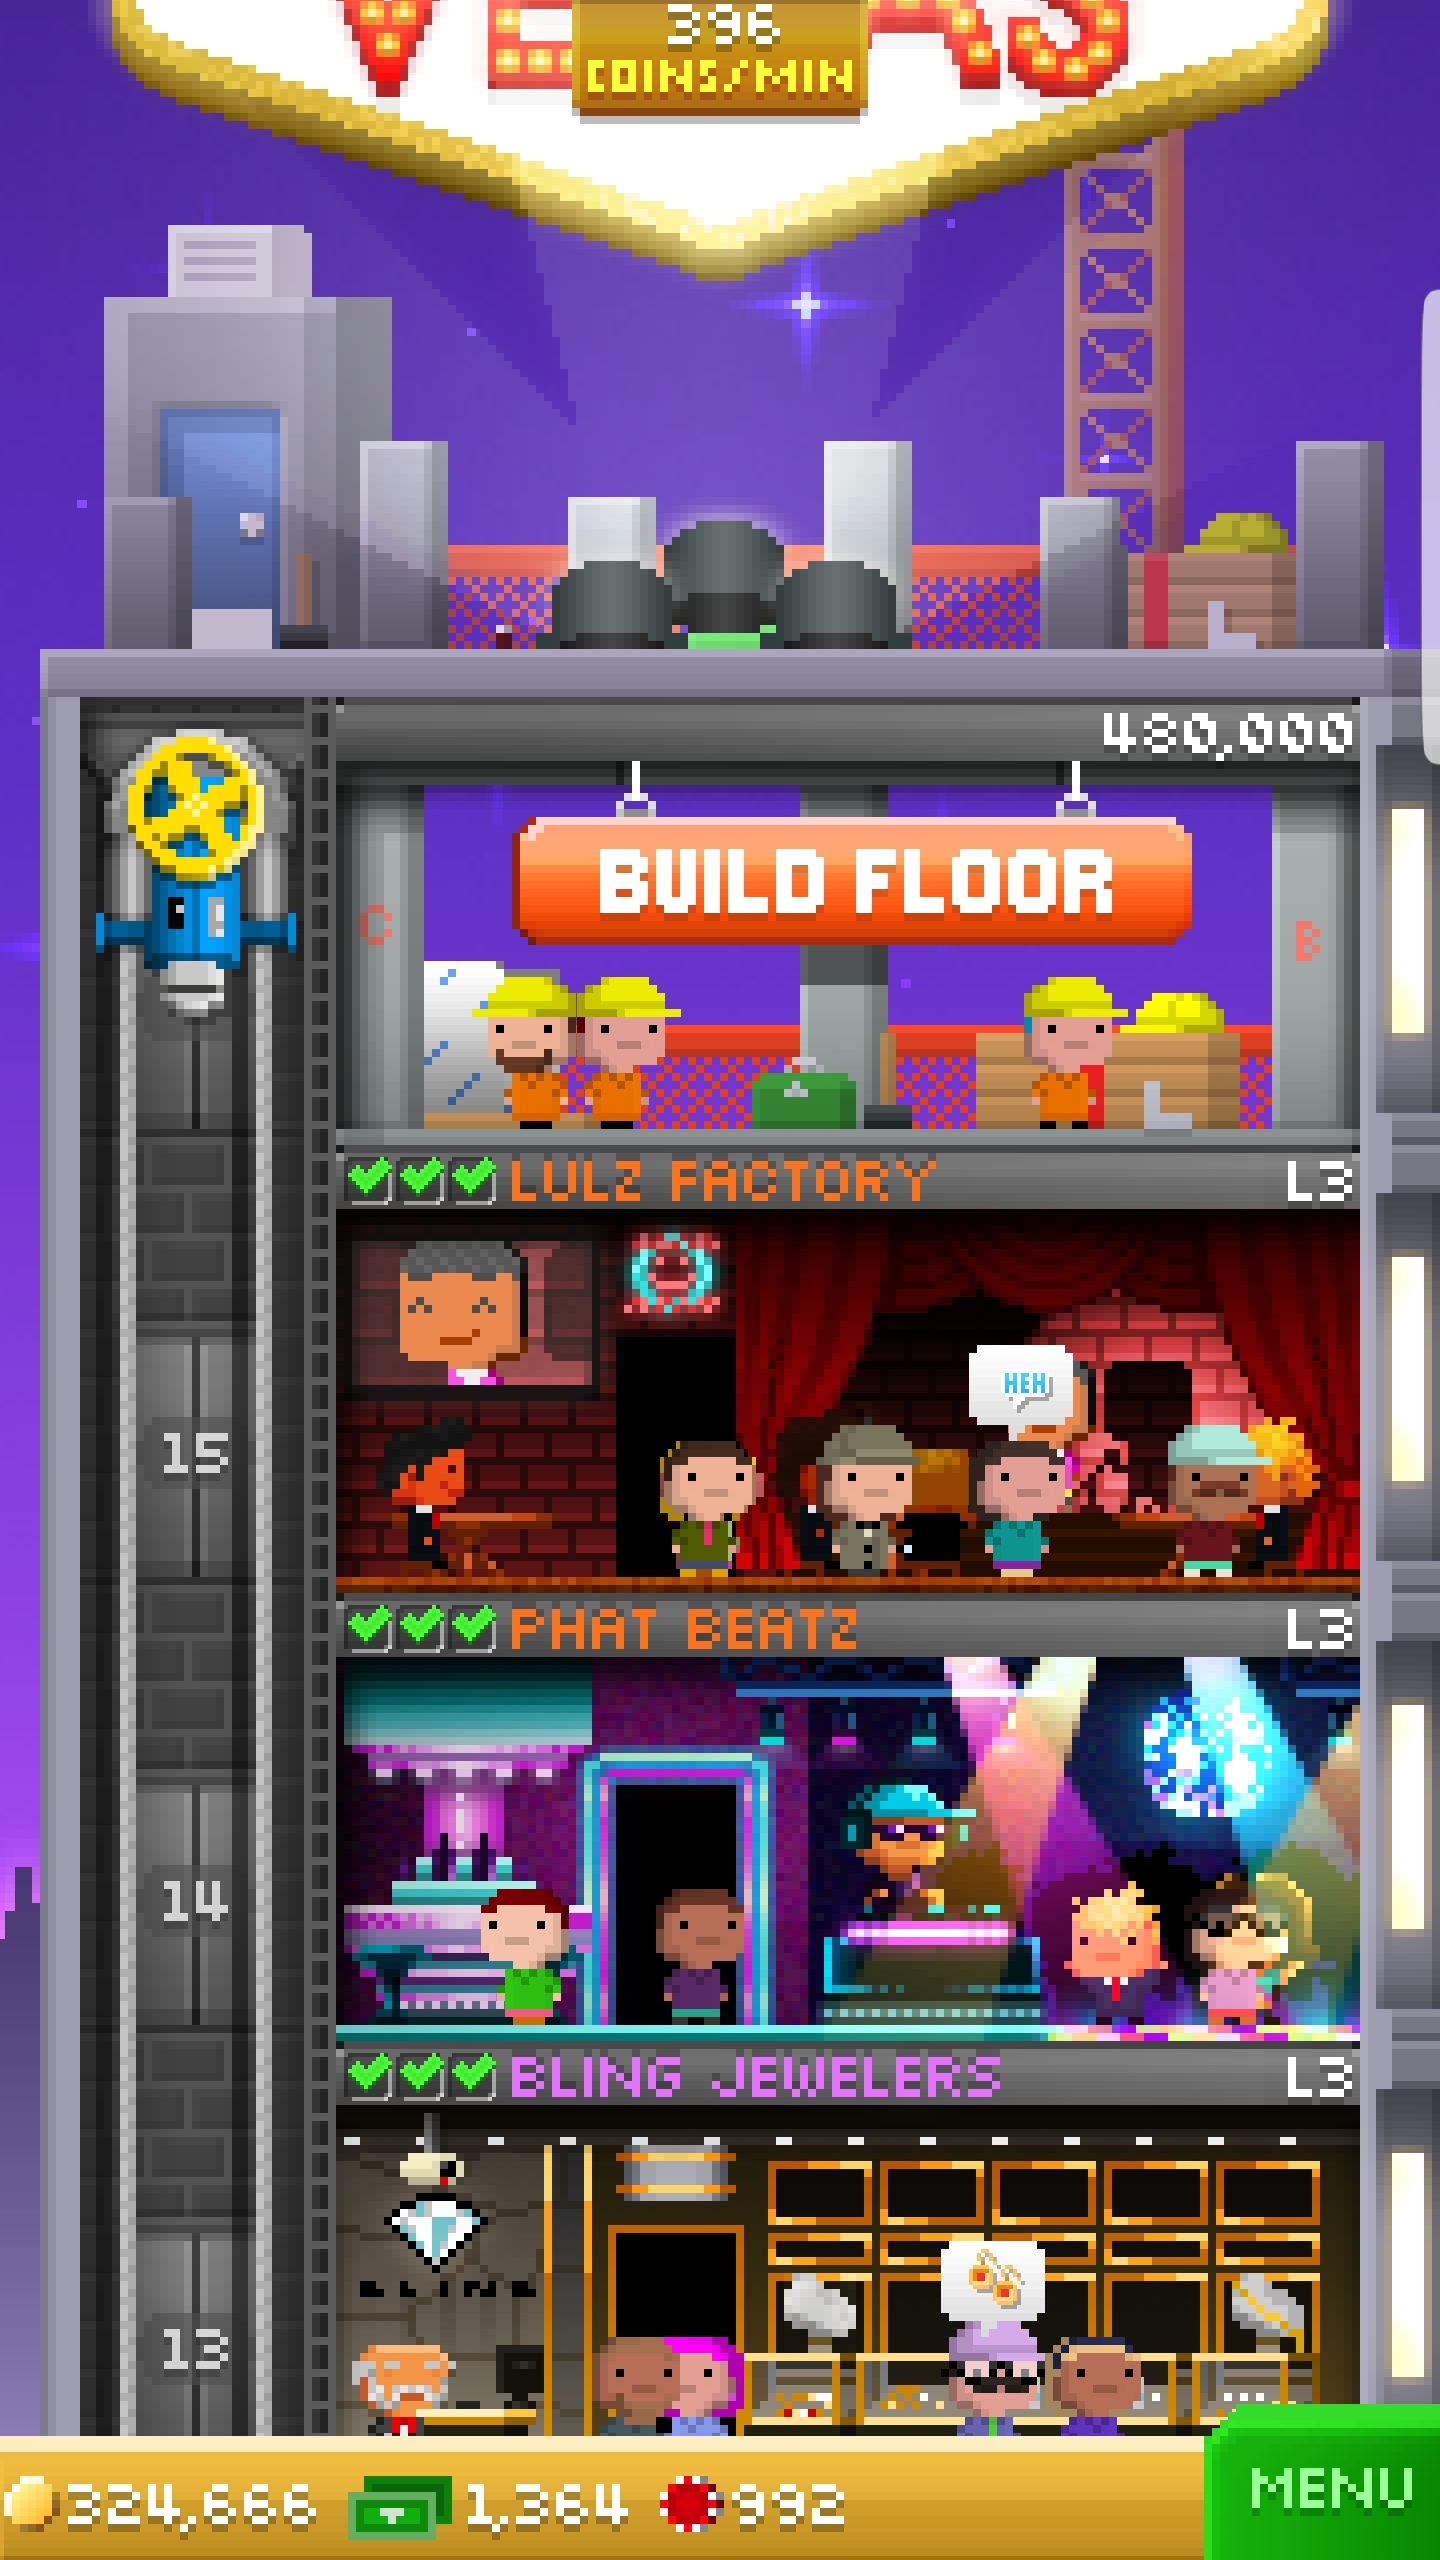 396
COINS/MIN
480,000
BUILD FLOOR
C
B
LULZ FACTORY L3
HEH
15
PHAT BEATZ L3
14
BLING JEWELERS L3
BLING
13
324,666 1,364 992
MENU